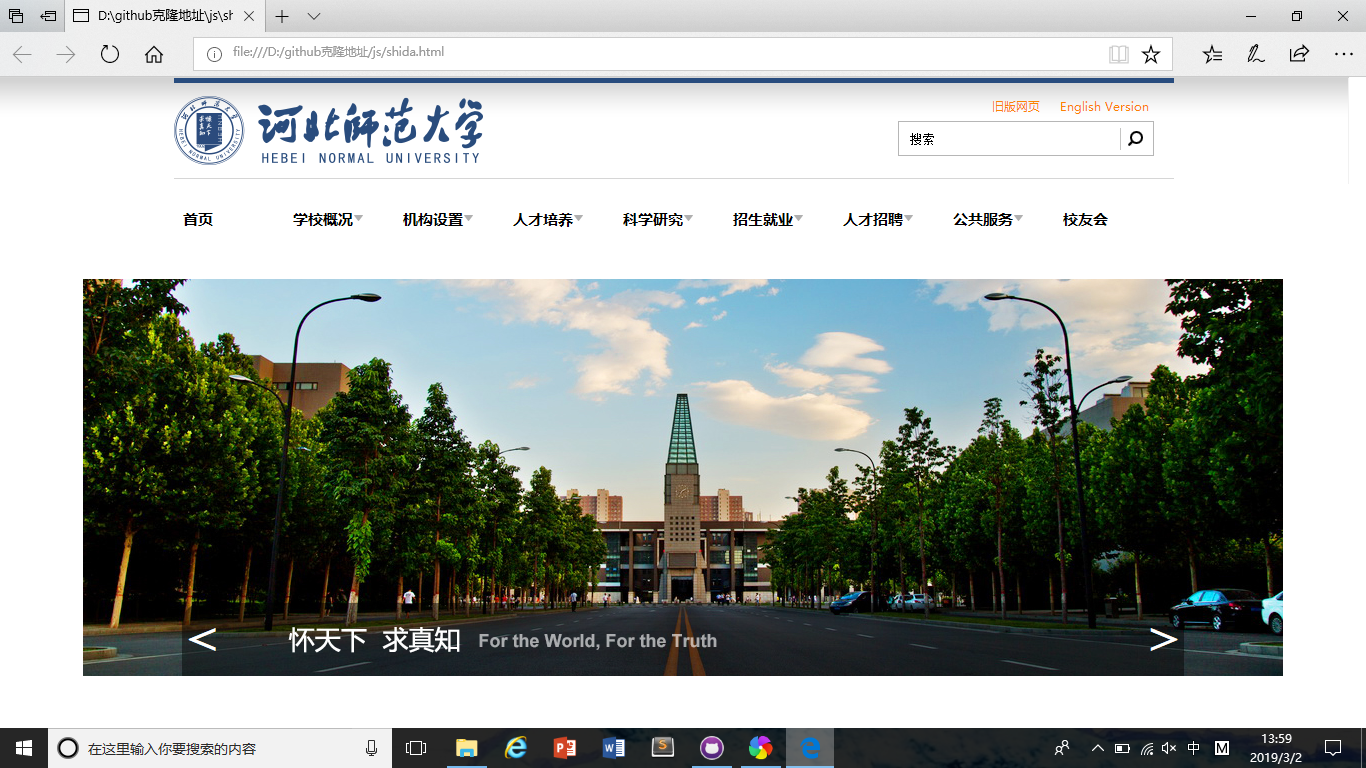 D:\github克隆地址\js\sh
file:///D:/github克隆地址/js/shida.html
河北师范大学
HEBEI NORMAL UNIVERSITY
旧版网页 English Version
搜索
首页 学校概况 机构设置 人才培养 科学研究 招生就业 人才招聘 公共服务 校友会
< 怀天下 求真知 For the World, For the Truth >
在这里输入你要搜索的内容
中 M
13:59
2019/3/2